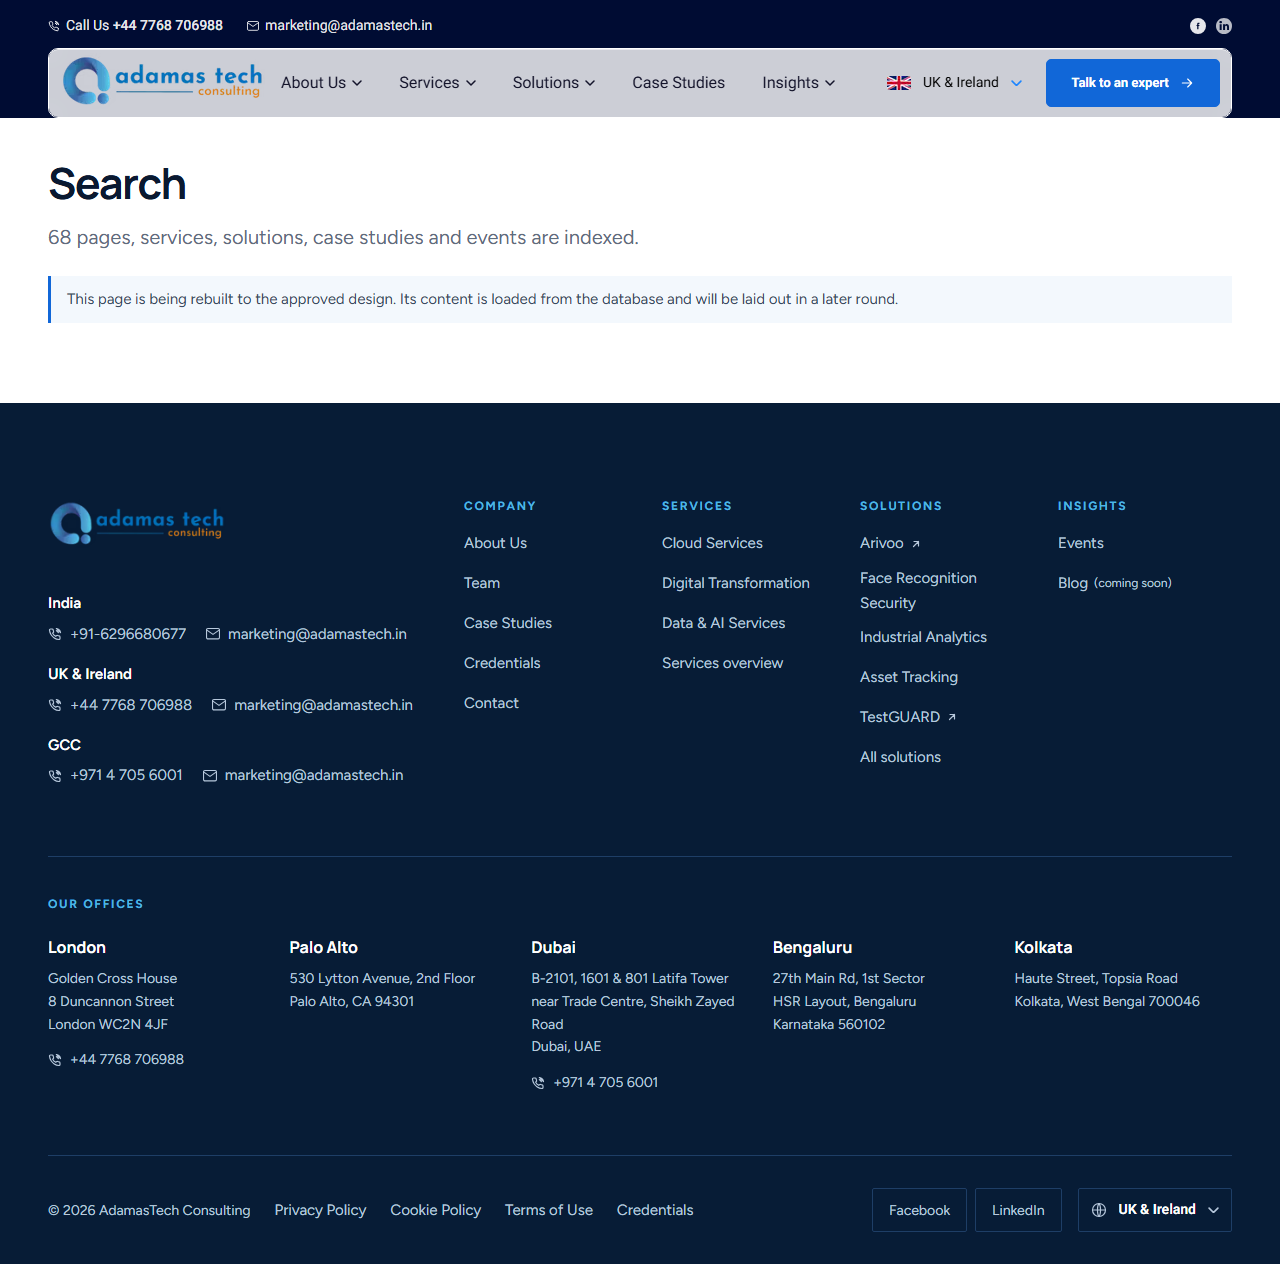 Call Us +44 7768 706988
marketing@adamastech.in
f
in
adamas tech
consulting
About Us
Services
Solutions
Case Studies
Insights
UK & Ireland
Talk to an expert
Search
68 pages, services, solutions, case studies and events are indexed.
This page is being rebuilt to the approved design. Its content is loaded from the database and will be laid out in a later round.
adamas tech
consulting
India
+91-6296680677 marketing@adamastech.in
UK & Ireland
+44 7768 706988 marketing@adamastech.in
GCC
+971 4 705 6001 marketing@adamastech.in
COMPANY
About Us
Team
Case Studies
Credentials
Contact
SERVICES
Cloud Services
Digital Transformation
Data & AI Services
Services overview
SOLUTIONS
Arivoo
Face Recognition
Security
Industrial Analytics
Asset Tracking
TestGUARD
All solutions
INSIGHTS
Events
Blog (coming soon)
OUR OFFICES
London
Golden Cross House
8 Duncannon Street
London WC2N 4JF
+44 7768 706988
Palo Alto
530 Lytton Avenue, 2nd Floor
Palo Alto, CA 94301
Dubai
B-2101, 1601 & 801 Latifa Tower
near Trade Centre, Sheikh Zayed
Road
Dubai, UAE
+971 4 705 6001
Bengaluru
27th Main Rd, 1st Sector
HSR Layout, Bengaluru
Karnataka 560102
Kolkata
Haute Street, Topsia Road
Kolkata, West Bengal 700046
© 2026 AdamasTech Consulting
Privacy Policy
Cookie Policy
Terms of Use
Credentials
Facebook
LinkedIn
UK & Ireland